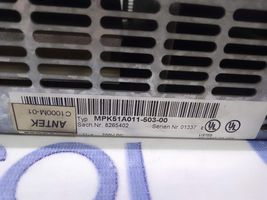 ANTEK
C1000M-01
Typ MPK51A011-503-00
Sach.Nr. 8265402 Serien Nr 01337